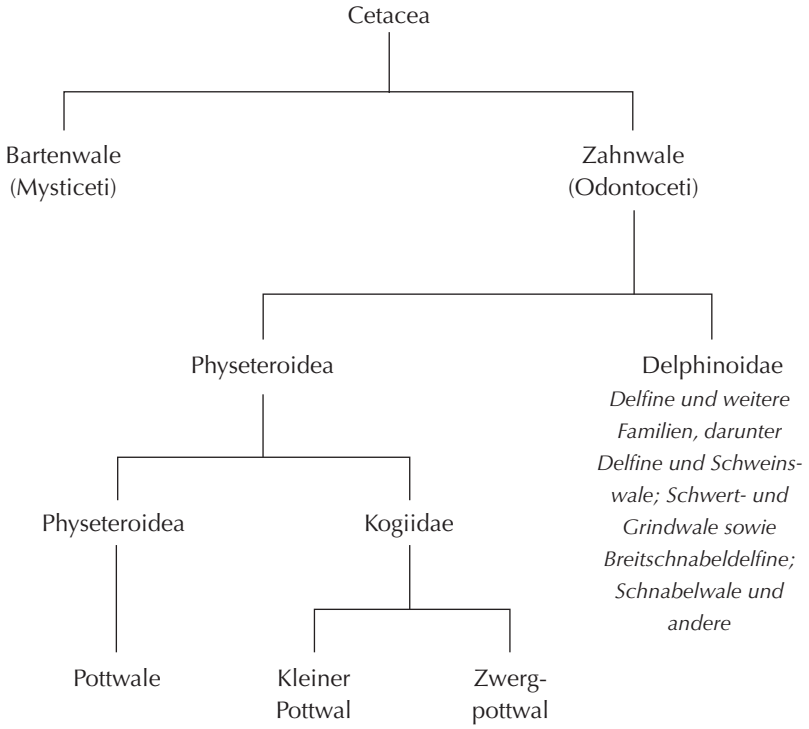 Cetacea
Bartenwale
(Mysticeti)
Zahnwale
(Odontoceti)
Physeteroidea
Delphinoidae
Delfine und weitere
Familien, darunter
Delfine und Schweins-
wale; Schwert- und
Grindwale sowie
Breitschnabeldelfine;
Schnabelwale und
andere
Physeteroidea
Kogiidae
Pottwale
Kleiner
Pottwal
Zwerg-
pottwal